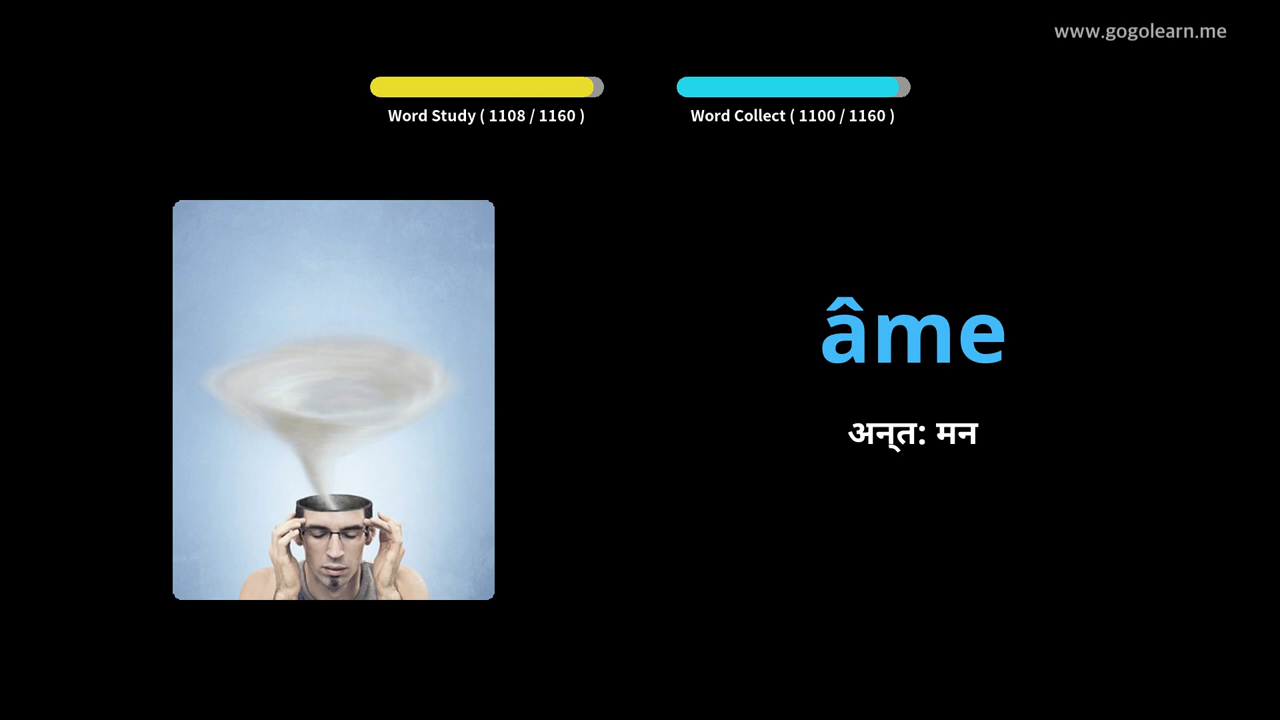 www.gogolearn.me
Word Study ( 1108 / 1160 )
Word Collect ( 1100 / 1160 )
âme
अन्‌त: मन